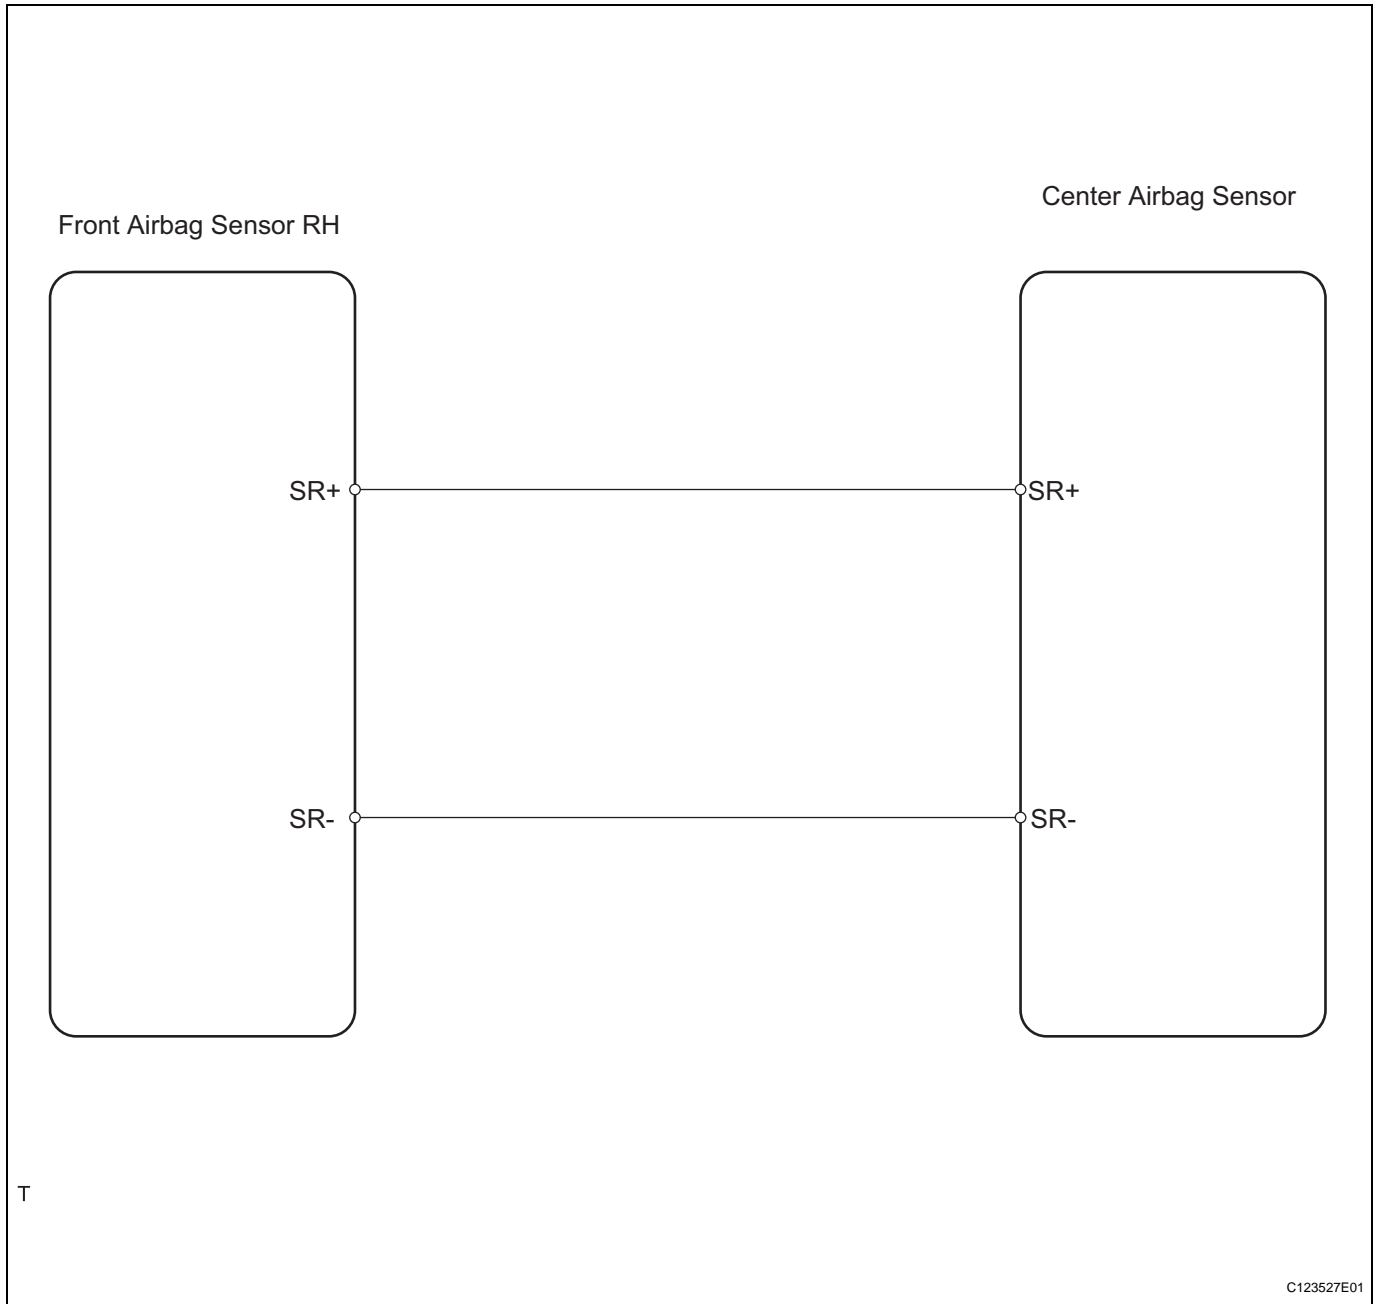 Center Airbag Sensor
Front Airbag Sensor RH
SR+
SR+
SR-
SR-
T
C123527E01